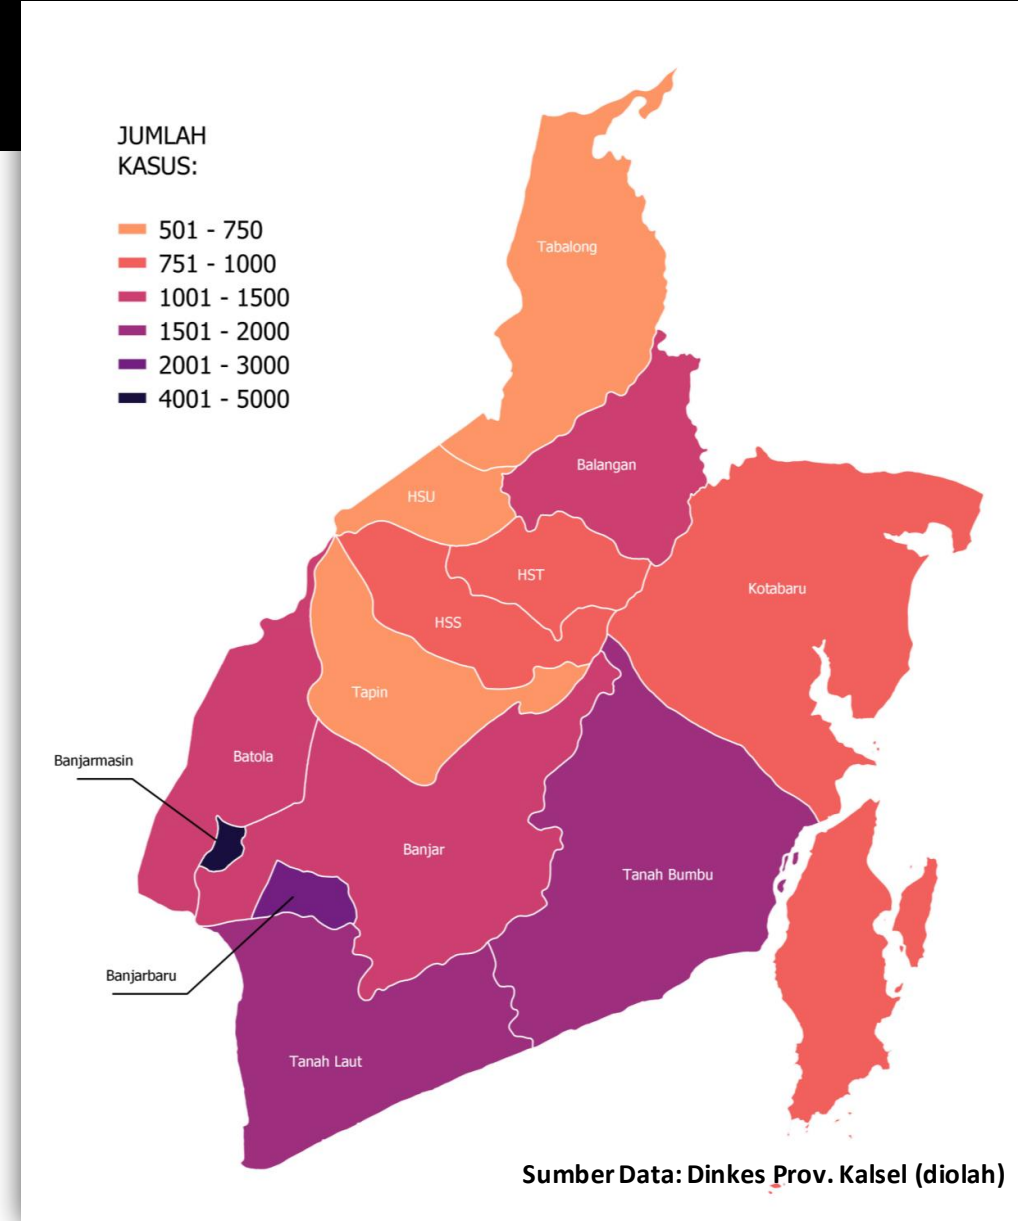 JUMLAH
KASUS:
501 - 750
751 - 1000
1001 - 1500
1501 - 2000
2001 - 3000
4001 - 5000
Tabalong
Balangan
HSU
HST
Kotabaru
HSS
Tapin
Batola
Banjarmasin
Banjar
Tanah Bumbu
Banjarbaru
Tanah Laut
Sumber Data: Dinkes Prov. Kalsel (diolah)